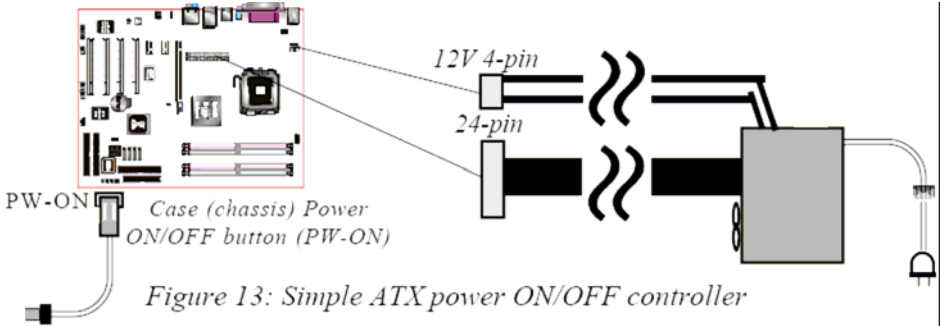 12V 4-pin
24-pin
PW-ON
Case (chassis) Power
ON/OFF button (PW-ON)
Figure 13: Simple ATX power ON/OFF controller